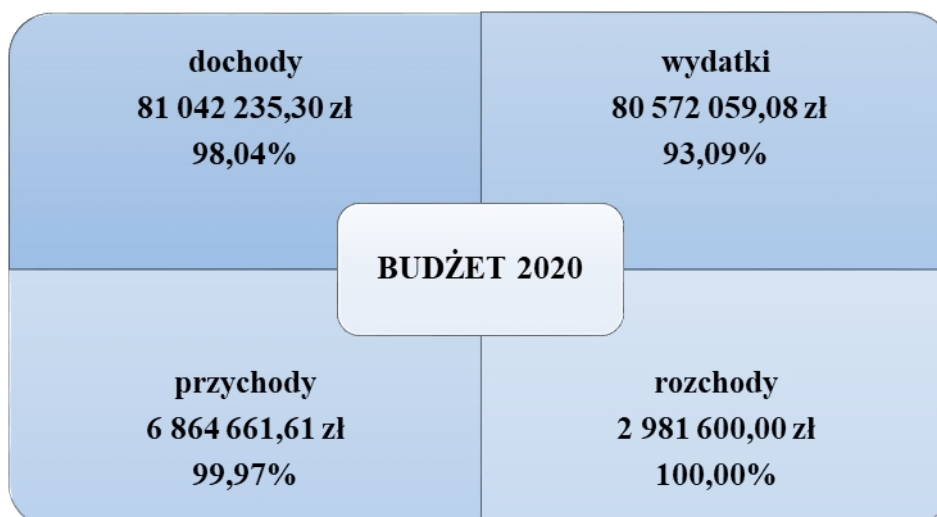 dochody
81 042 235,30 zł
98,04%
wydatki
80 572 059,08 zł
93,09%
BUDŻET 2020
przychody
6 864 661,61 zł
99,97%
rozchody
2 981 600,00 zł
100,00%